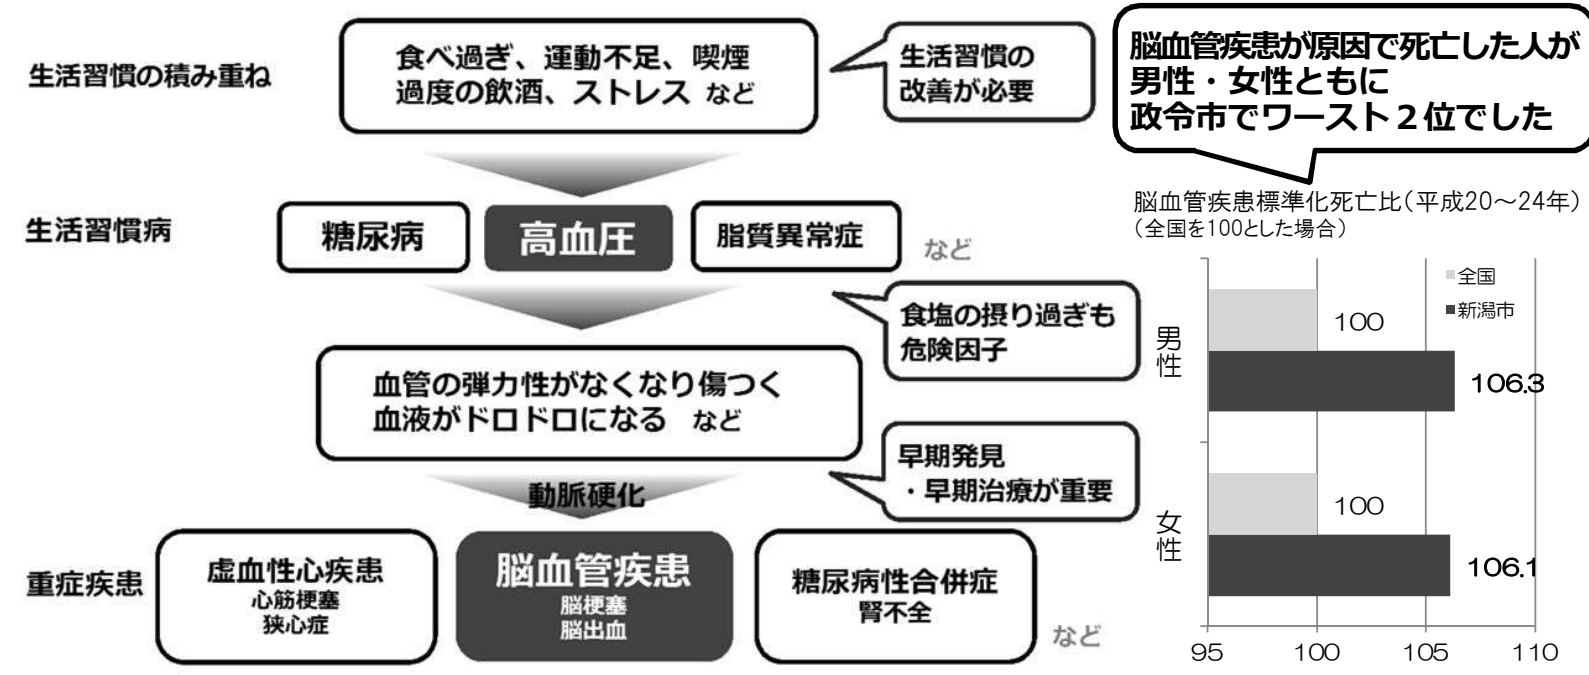 生活習慣の積み重ね
食べ過ぎ、運動不足、喫煙
過度の飲酒、ストレス など
生活習慣の
改善が必要
生活習慣病
糖尿病
高血圧
脂質異常症
など
食塩の摂り過ぎも
危険因子
血管の弾力性がなくなり傷つく
血液がドロドロになる など
早期発見
・早期治療が重要
動脈硬化
重症疾患
虚血性心疾患
心筋梗塞
狭心症
脳血管疾患
脳梗塞
脳出血
糖尿病性合併症
腎不全
など
脳血管疾患が原因で死亡した人が
男性・女性ともに
政令市でワースト2位でした
脳血管疾患標準化死亡比(平成20～24年)
(全国を100とした場合)
全国
新潟市
男性
100
106.3
女性
100
106.1
95 100 105 110